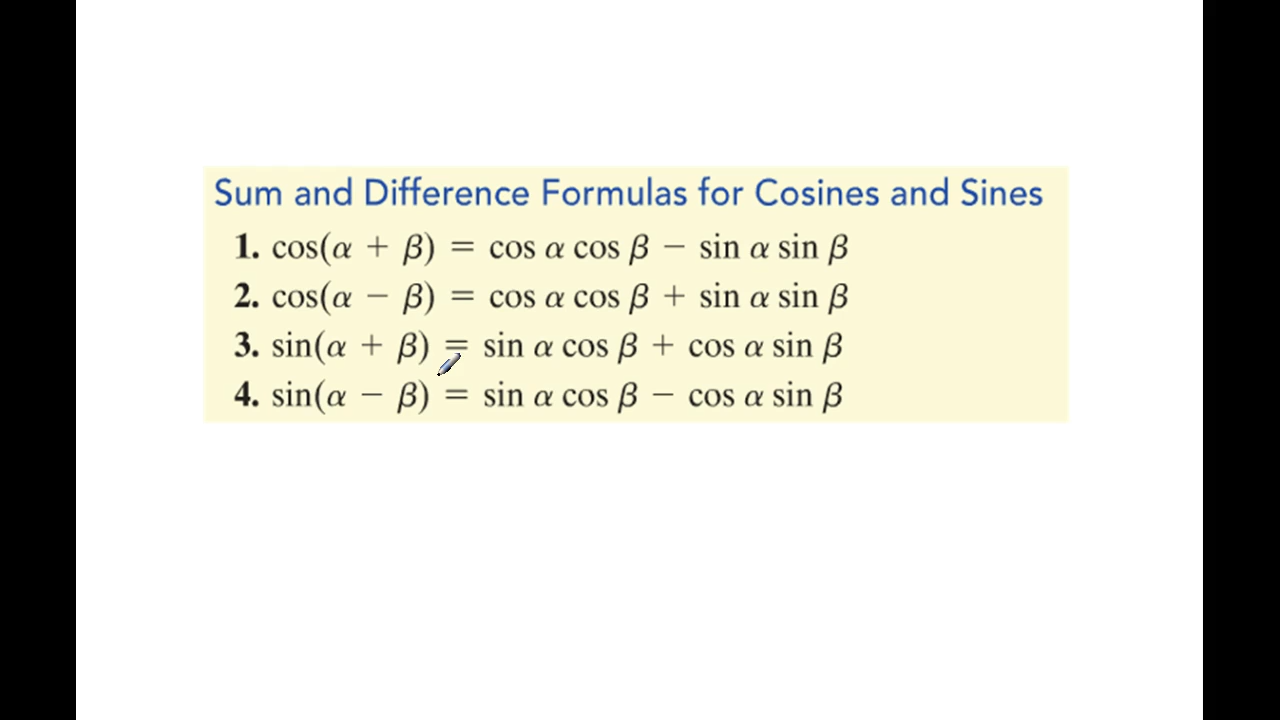 Sum and Difference Formulas for Cosines and Sines
1. cos(α + β) = cos α cos β − sin α sin β
2. cos(α − β) = cos α cos β + sin α sin β
3. sin(α + β) = sin α cos β + cos α sin β
4. sin(α − β) = sin α cos β − cos α sin β